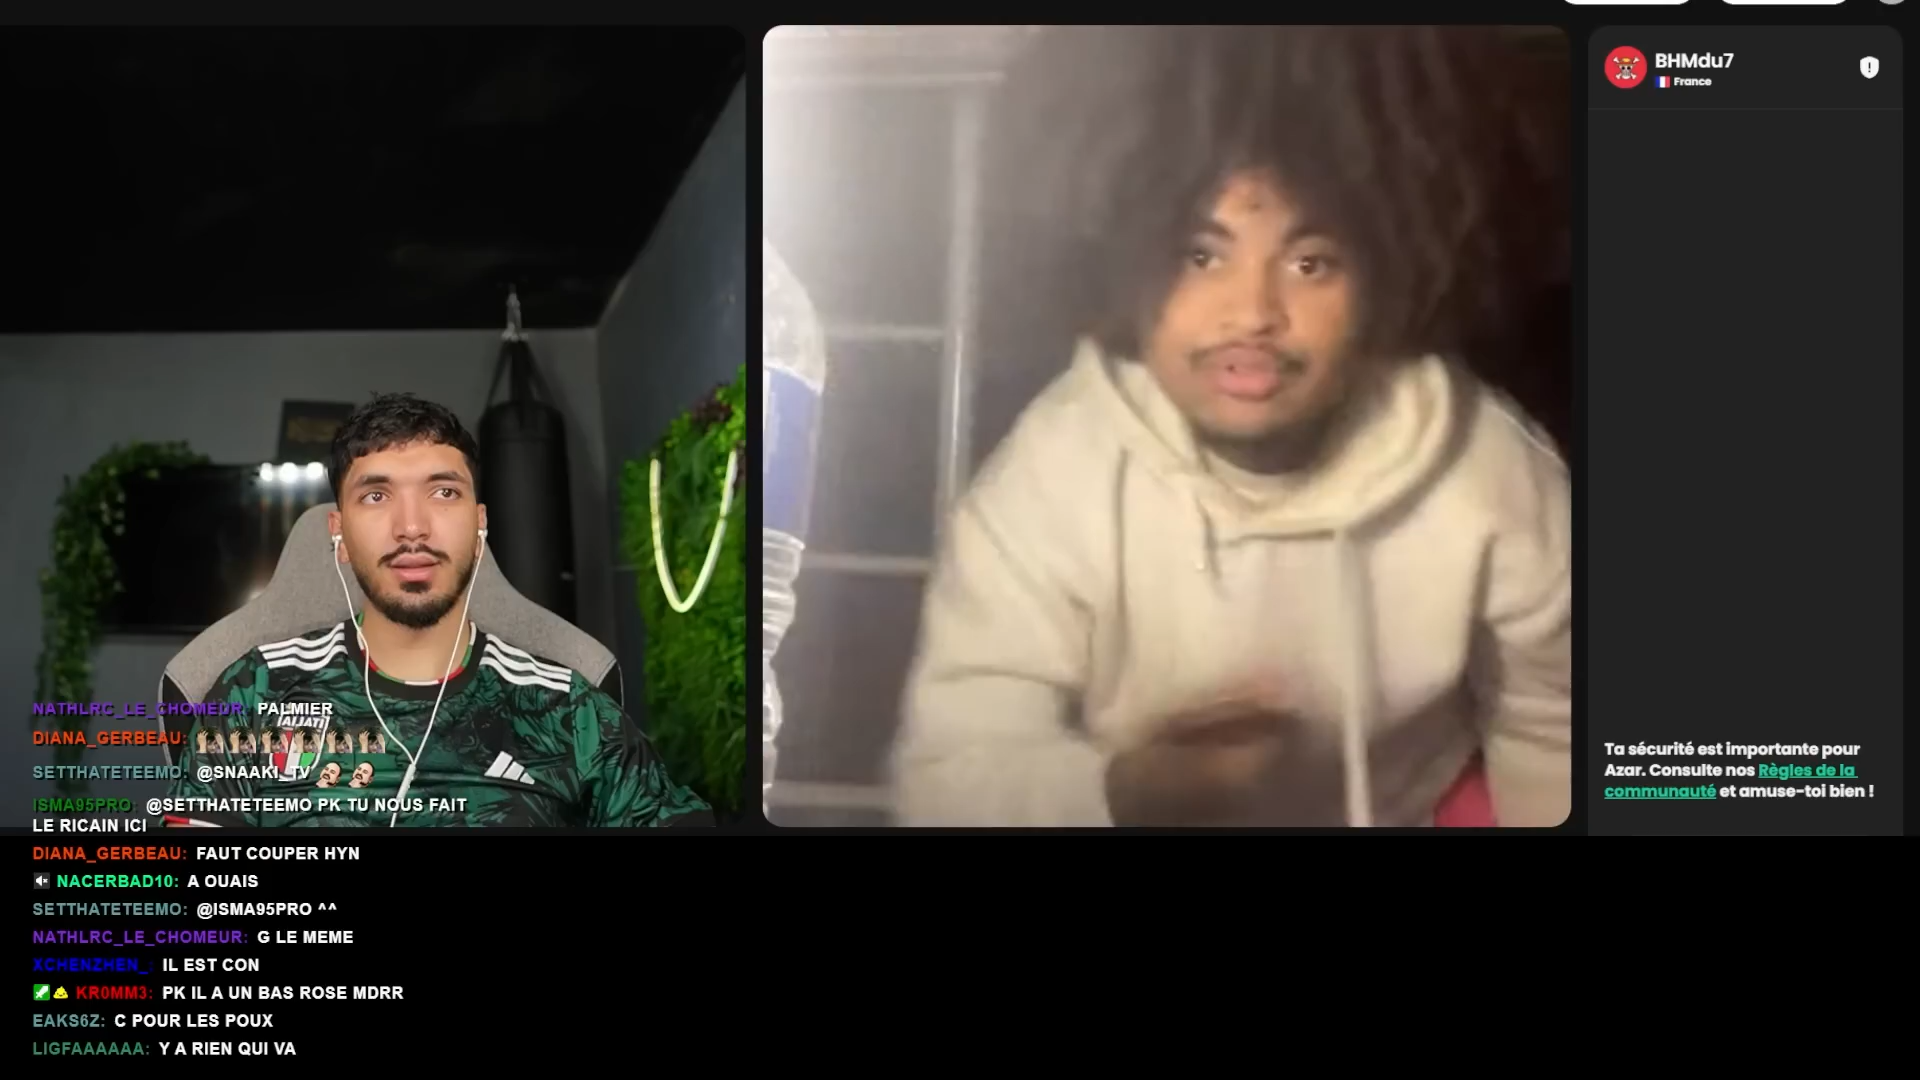 BHMdu7
France
Ta sécurité est importante pour
Azar. Consulte nos Règles de la
communauté et amuse-toi bien !
NATHLRC_LE_CHOMEUR: PALMIER
DIANA_GERBEAU:
SETTHATETEEMO: @SNAAKI_TV
ISMA95PRO: @SETTHATETEEMO PK TU NOUS FAIT
LE RICAIN ICI
DIANA_GERBEAU: FAUT COUPER HYN
NACERBAD10: A OUAIS
SETTHATETEEMO: @ISMA95PRO ^^
NATHLRC_LE_CHOMEUR: G LE MEME
XCHENZHEN_: IL EST CON
KR0MM3: PK IL A UN BAS ROSE MDRR
EAKS6Z: C POUR LES POUX
LIGFAAAAAA: Y A RIEN QUI VA